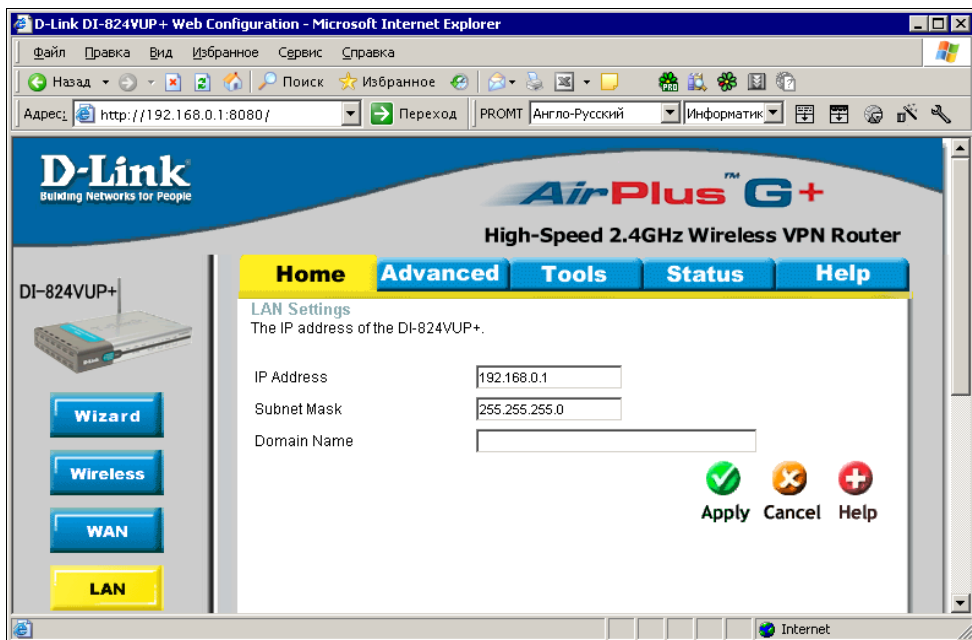 D-Link DI-824VUP+ Web Configuration - Microsoft Internet Explorer
Файл Правка Вид Избранное Сервис Справка
Назад Поиск Избранное
Адрес: http://192.168.0.1:8080/ Переход PROMT Англо-Русский Информатик
D-Link
Building Networks for People
AirPlus™ G+
High-Speed 2.4GHz Wireless VPN Router
DI-824VUP+
Home Advanced Tools Status Help
LAN Settings
The IP address of the DI-824VUP+.
IP Address 192.168.0.1
Subnet Mask 255.255.255.0
Domain Name
Apply Cancel Help
Wizard
Wireless
WAN
LAN
Internet